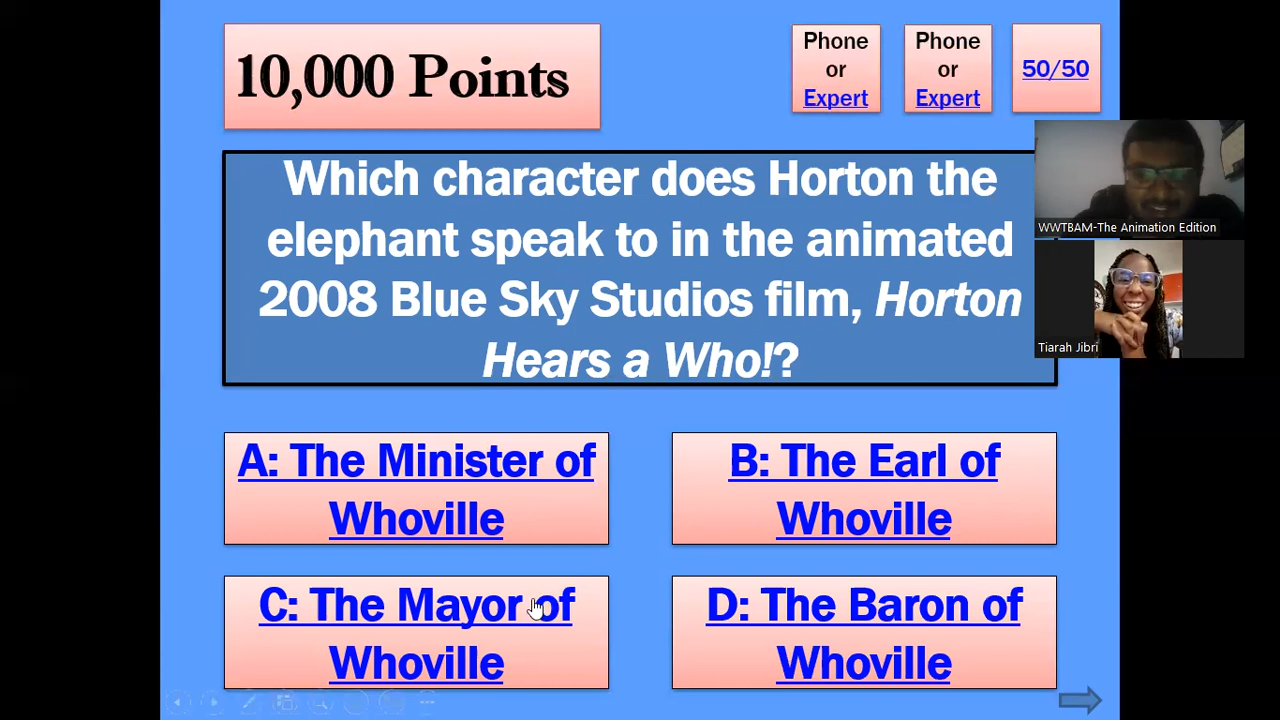 10,000 Points
Phone
or
Expert
Phone
or
Expert
50/50
Which character does Horton the
elephant speak to in the animated
2008 Blue Sky Studios film, Horton
Hears a Who!?
WWTBAM-The Animation Edition
Tiarah Jibri
A: The Minister of
Whoville
B: The Earl of
Whoville
C: The Mayor of
Whoville
D: The Baron of
Whoville